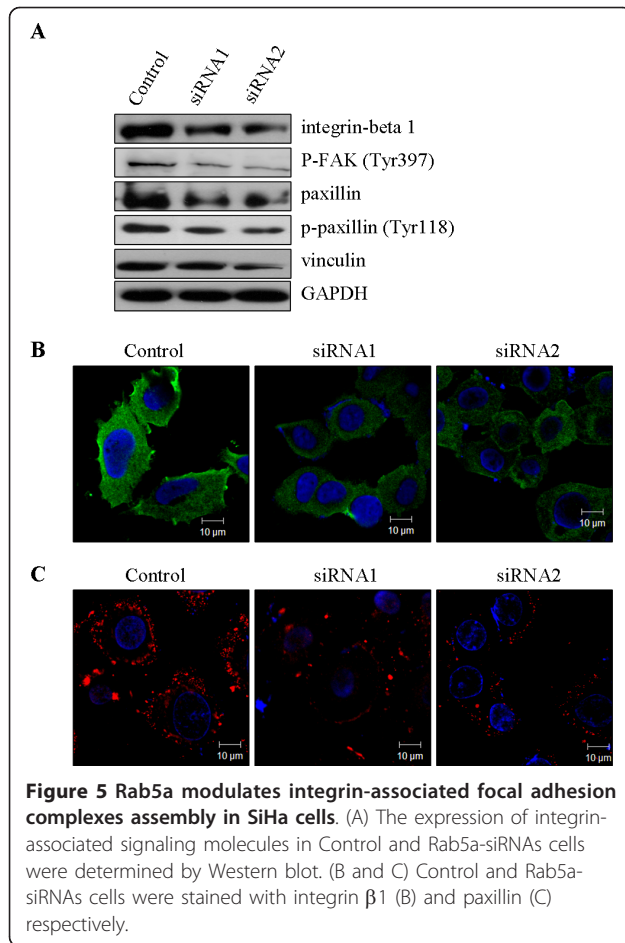 A
Control siRNA1 siRNA2
integrin-beta 1
P-FAK (Tyr397)
paxillin
p-paxillin (Tyr118)
vinculin
GAPDH
B
Control siRNA1 siRNA2
10 µm 10 µm 10 µm
C
Control siRNA1 siRNA2
10 µm 10 µm 10 µm
Figure 5 Rab5a modulates integrin-associated focal adhesion
complexes assembly in SiHa cells. (A) The expression of integrin-
associated signaling molecules in Control and Rab5a-siRNAs cells
were determined by Western blot. (B and C) Control and Rab5a-
siRNAs cells were stained with integrin β1 (B) and paxillin (C)
respectively.